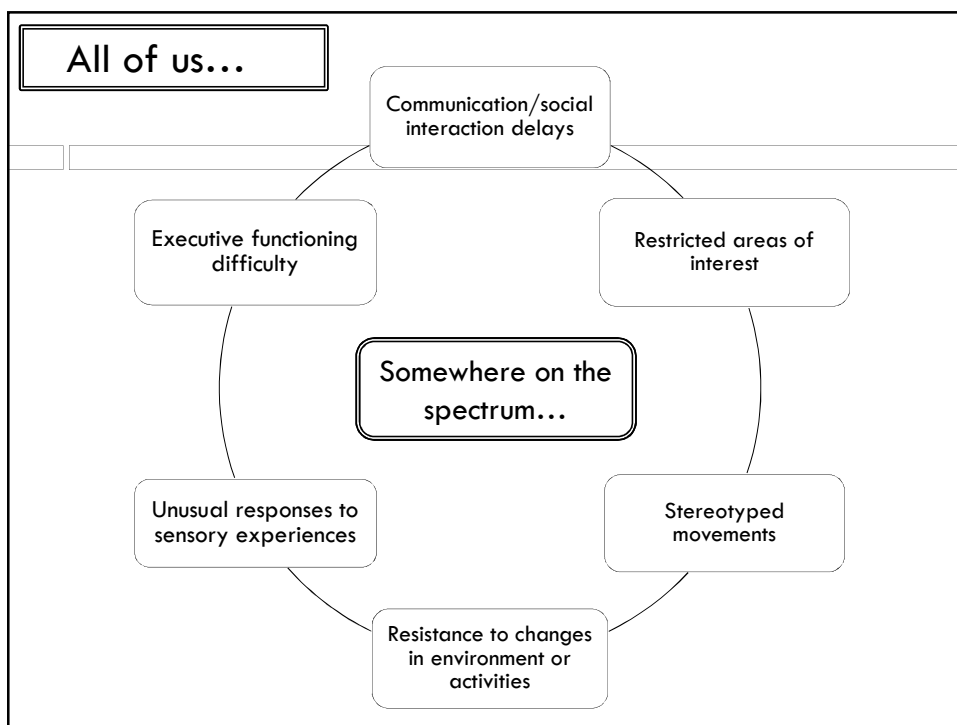 All of us…
Communication/social
interaction delays
Restricted areas of
interest
Stereotyped
movements
Resistance to changes
in environment or
activities
Unusual responses to
sensory experiences
Executive functioning
difficulty
Somewhere on the
spectrum…